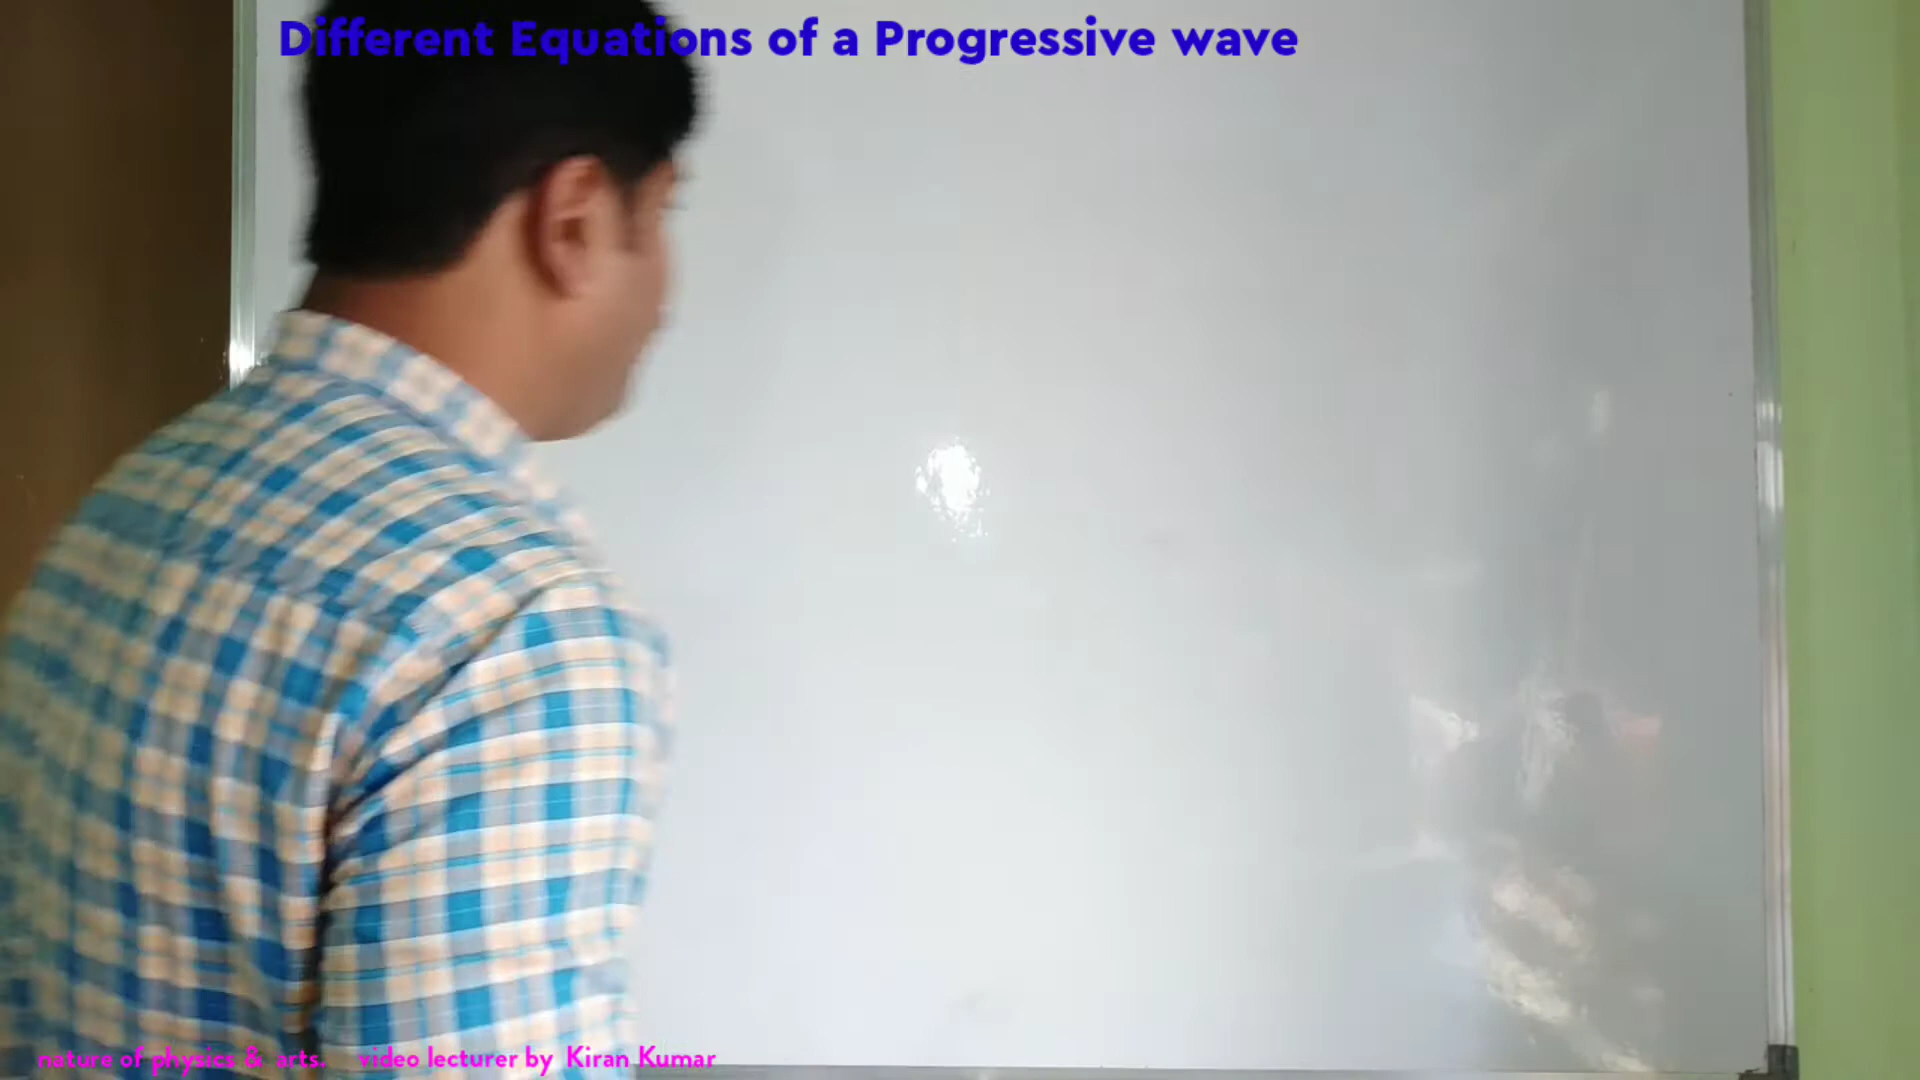 Different Equations of a Progressive wave
nature of physics & arts. video lecturer by Kiran Kumar